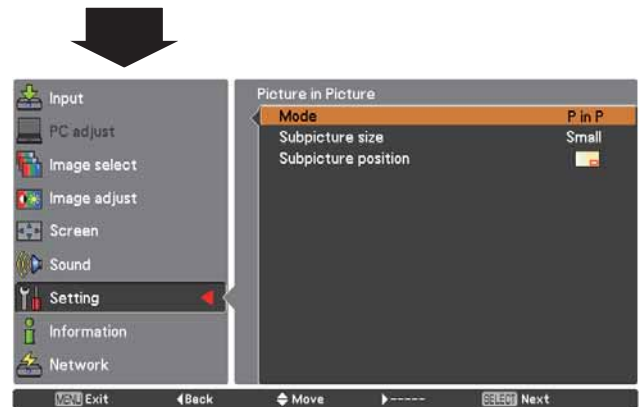 Input
PC adjust
Image select
Image adjust
Screen
Sound
Setting
Information
Network
Picture in Picture
Mode P in P
Subpicture size Small
Subpicture position
MENU Exit Back Move ----- SELECT Next